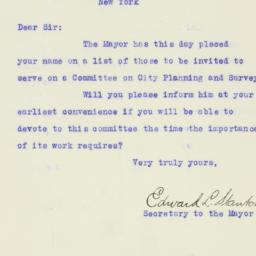 New York
Dear Sir:
The Mayor has this day placed
your name on a list of those to be invited to
serve on a Committee on City Planning and Survey
Will you please inform him at your
earliest convenience if you will be able to
devote to this committee the time the importance
of its work requires?
Very truly yours,
Edward L. Stanton
Secretary to the Mayor